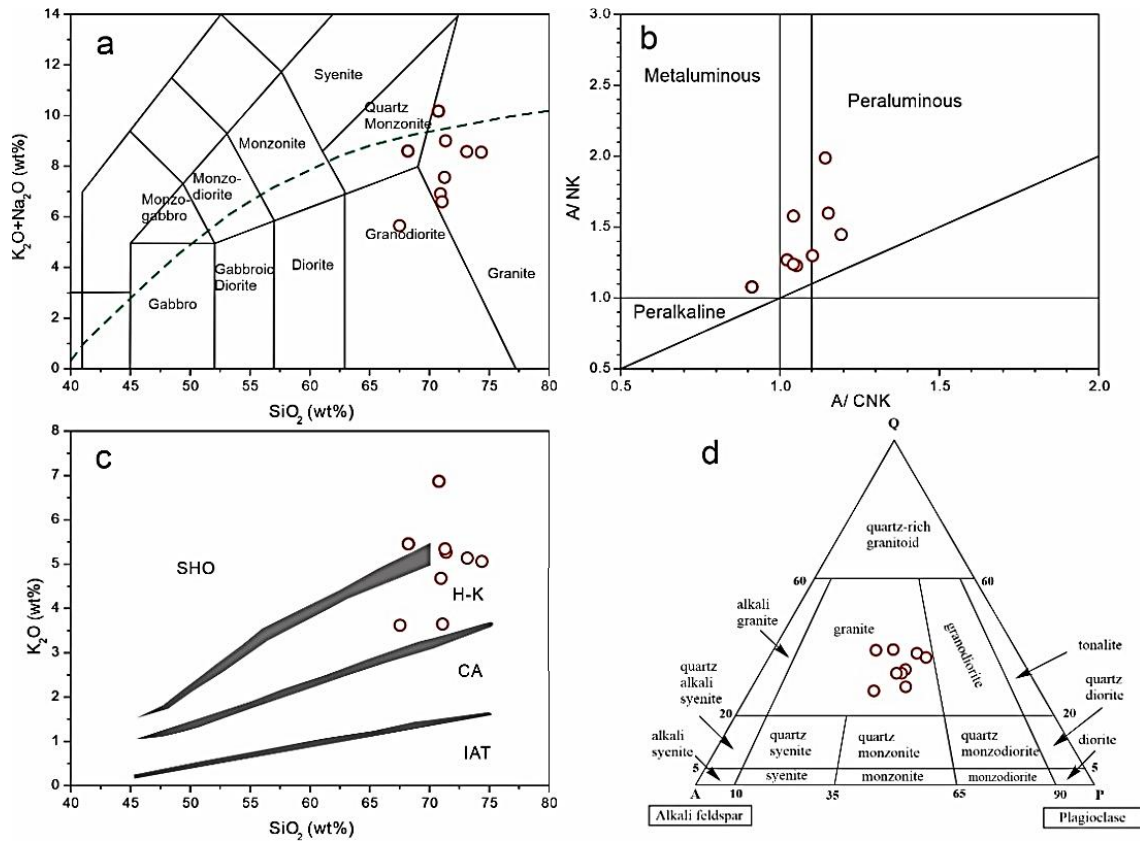 a
14
12
10
8
6
4
2
0
K₂O+Na₂O (wt%)
Syenite
Quartz
Monzonite
Monzonite
Monzo-
diorite
Monzo-
gabbro
Granodiorite
Gabbroic
Diorite
Diorite
Granite
Gabbro
40 45 50 55 60 65 70 75 80
SiO₂ (wt%)
b
3.0
2.5
2.0
1.5
1.0
0.5
A/ NK
Metaluminous
Peraluminous
Peralkaline
0.5 1.0 1.5 2.0
A/ CNK
c
8
7
6
5
4
3
2
1
0
K₂O (wt%)
SHO
H-K
CA
IAT
40 45 50 55 60 65 70 75 80
SiO₂ (wt%)
d
Q
quartz-rich
granitoid
60 60
alkali
granite
granite
granodiorite
tonalite
quartz
alkali
syenite
quartz
diorite
20 20
alkali
syenite
quartz
syenite
quartz
monzonite
quartz
monzodiorite
diorite
5 5
syenite monzonite monzodiorite
A 10 35 65 90 P
Alkali feldspar Plagioclase